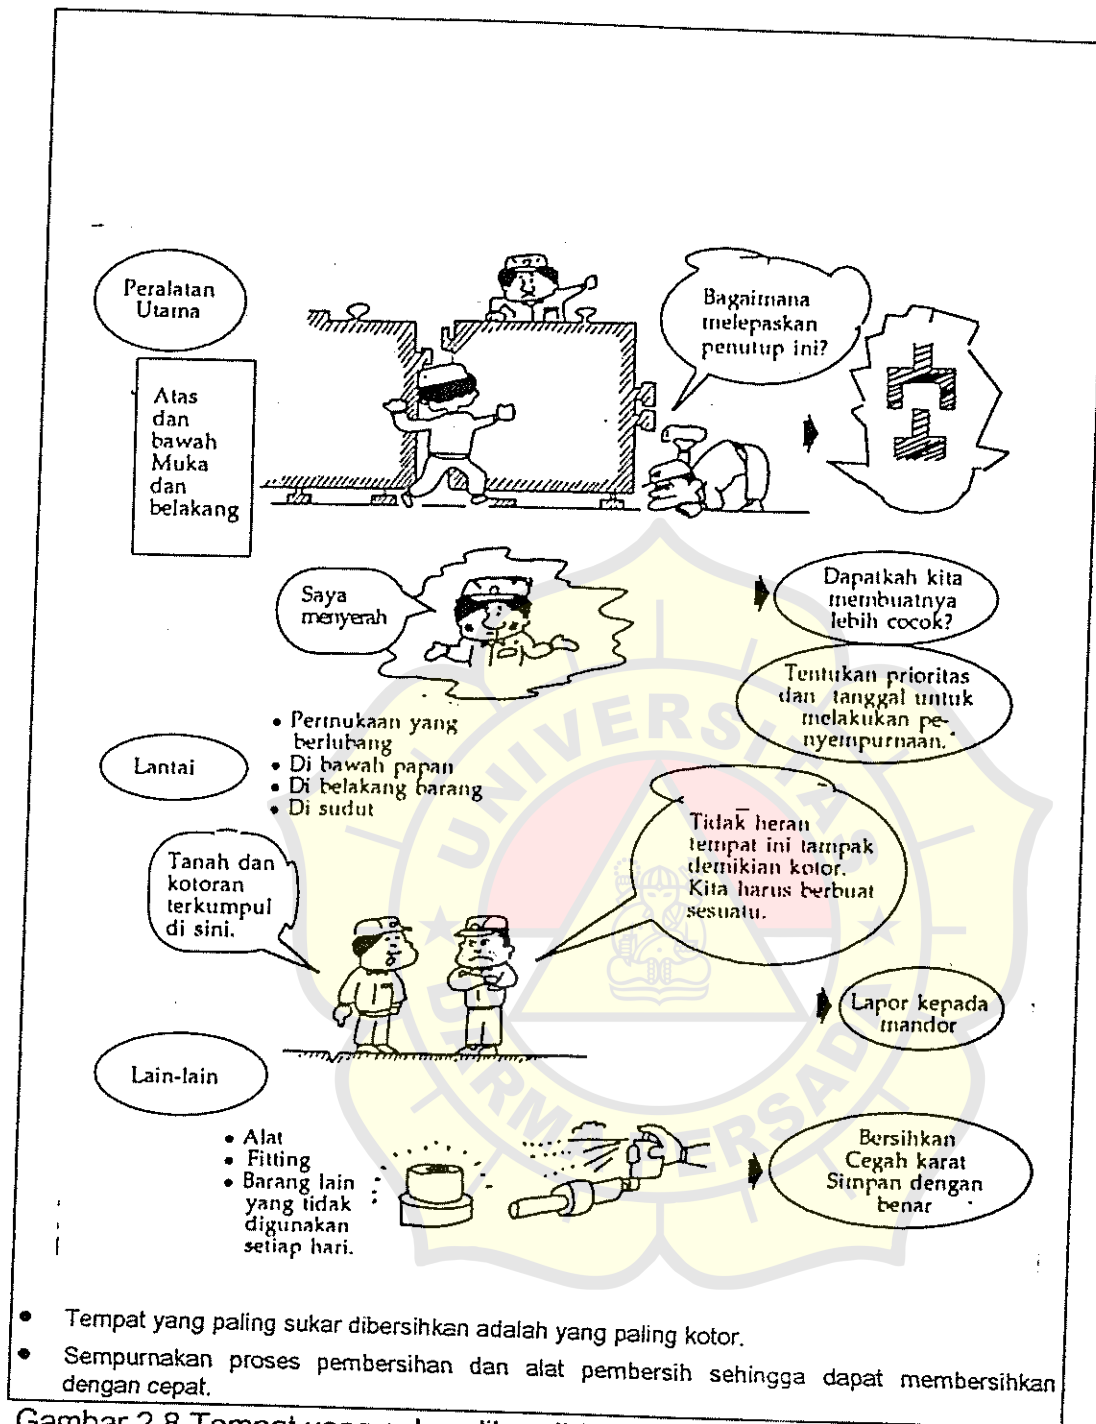 Peralatan
Utama
Bagaimana
melepaskan
penutup ini?
Atas
dan
bawah
Muka
dan
belakang
Saya
menyerah
Dapatkah kita
membuatnya
lebih cocok?
Tentukan prioritas
dan tanggal untuk
melakukan pe-
nyempurnaan.
Lantai
• Permukaan yang
berlubang
• Di bawah papan
• Di belakang barang
• Di sudut
Tanah dan
kotoran
terkumpul
di sini.
Tidak heran
tempat ini tampak
demikian kotor.
Kita harus berbuat
sesuatu.
Lapor kepada
mandor
Lain-lain
• Alat
• Fitting
• Barang lain
yang tidak
digunakan
setiap hari.
Bersihkan
Cegah karat
Simpan dengan
benar
UNIVERSITAS
DARMA PERSADA
• Tempat yang paling sukar dibersihkan adalah yang paling kotor.
• Sempurnakan proses pembersihan dan alat pembersih sehingga dapat membersihkan
dengan cepat.
Gambar 2.8 Tempat yang